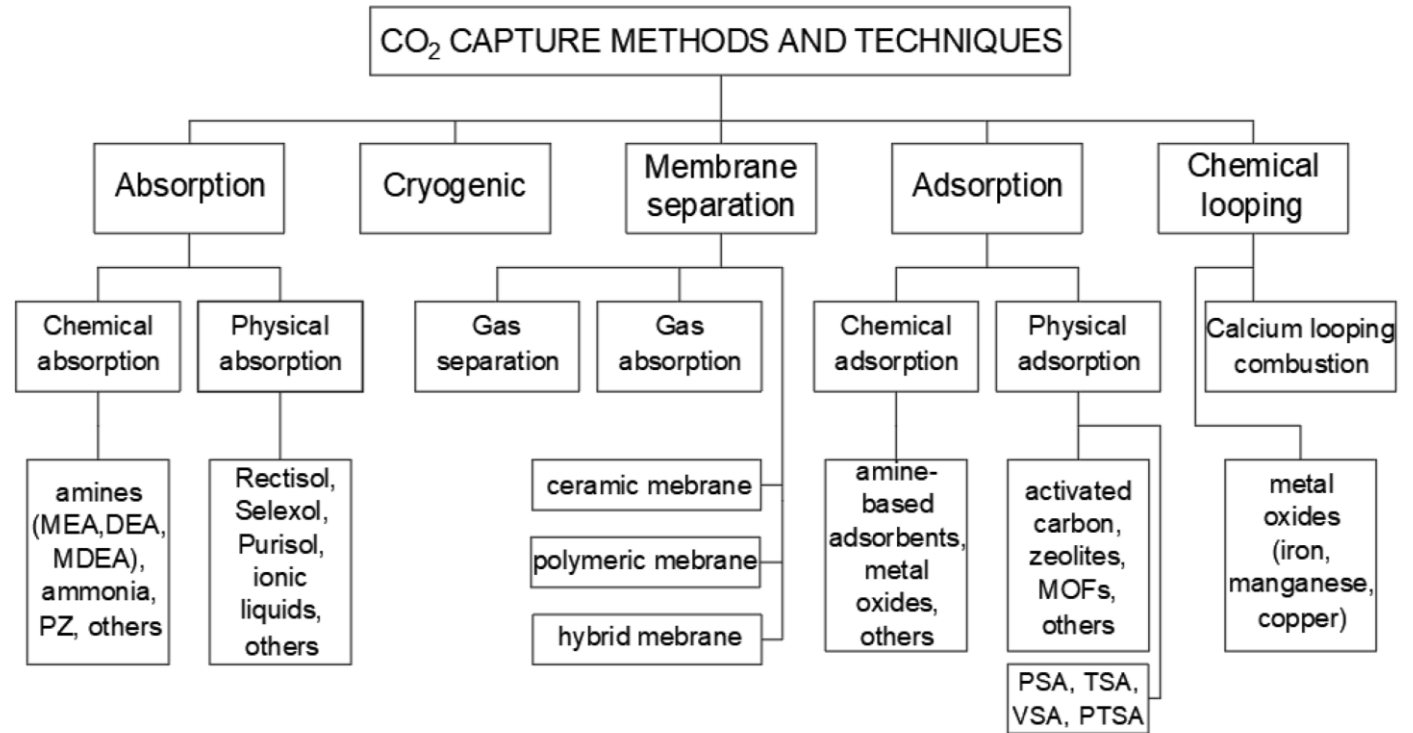 CO₂ CAPTURE METHODS AND TECHNIQUES
Absorption
Cryogenic
Membrane
separation
Adsorption
Chemical
looping
Chemical
absorption
Physical
absorption
Gas
separation
Gas
absorption
Chemical
adsorption
Physical
adsorption
Calcium looping
combustion
amines
(MEA,DEA,
MDEA),
ammonia,
PZ, others
Rectisol,
Selexol,
Purisol,
ionic
liquids,
others
ceramic mebrane
polymeric mebrane
hybrid mebrane
amine-
based
adsorbents,
metal
oxides,
others
activated
carbon,
zeolites,
MOFs,
others
PSA, TSA,
VSA, PTSA
metal
oxides
(iron,
manganese,
copper)